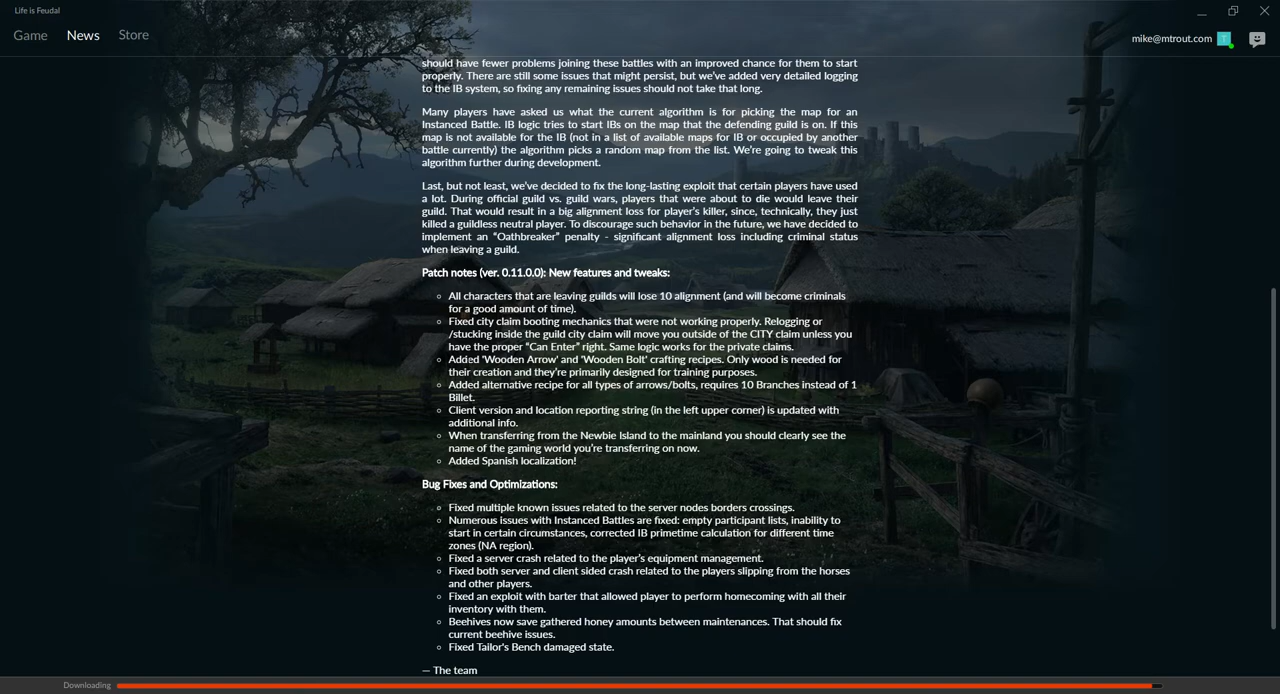 Life is Feudal
Game News Store
mike@mtrout.com T
should have fewer problems joining these battles with an improved chance for them to start
properly. There are still some issues that might persist, but we've added very detailed logging
to the IB system, so fixing any remaining issues should not take that long.
Many players have asked us what the current algorithm is for picking the map for an
Instanced Battle. IB logic tries to start IBs on the map that the defending guild is on. If this
map is not available for the IB (not in a list of available maps for IB or occupied by another
battle currently) the algorithm picks a random map from the list. We're going to tweak this
algorithm further during development.
Last, but not least, we've decided to fix the long-lasting exploit that certain players have used
a lot. During official guild vs. guild wars, players that were about to die would leave their
guild. That would result in a big alignment loss for player's killer, since, technically, they just
killed a guildless neutral player. To discourage such behavior in the future, we have decided to
implement an “Oathbreaker” penalty - significant alignment loss including criminal status
when leaving a guild.
Patch notes (ver. 0.11.0.0): New features and tweaks:
All characters that are leaving guilds will lose 10 alignment (and will become criminals
for a good amount of time).
Fixed city claim booting mechanics that were not working properly. Relogging or
/stucking inside the guild city claim will move you outside of the CITY claim unless you
have the proper “Can Enter” right. Same logic works for the private claims.
Added 'Wooden Arrow' and 'Wooden Bolt' crafting recipes. Only wood is needed for
their creation and they're primarily designed for training purposes.
Added alternative recipe for all types of arrows/bolts, requires 10 Branches instead of 1
Billet.
Client version and location reporting string (in the left upper corner) is updated with
additional info.
When transferring from the Newbie Island to the mainland you should clearly see the
name of the gaming world you're transferring on now.
Added Spanish localization!
Bug Fixes and Optimizations:
Fixed multiple known issues related to the server nodes borders crossings.
Numerous issues with Instanced Battles are fixed: empty participant lists, inability to
start in certain circumstances, corrected IB primetime calculation for different time
zones (NA region).
Fixed a server crash related to the player's equipment management.
Fixed both server and client sided crash related to the players slipping from the horses
and other players.
Fixed an exploit with barter that allowed player to perform homecoming with all their
inventory with them.
Beehives now save gathered honey amounts between maintenances. That should fix
current beehive issues.
Fixed Tailor's Bench damaged state.
— The team
Downloading